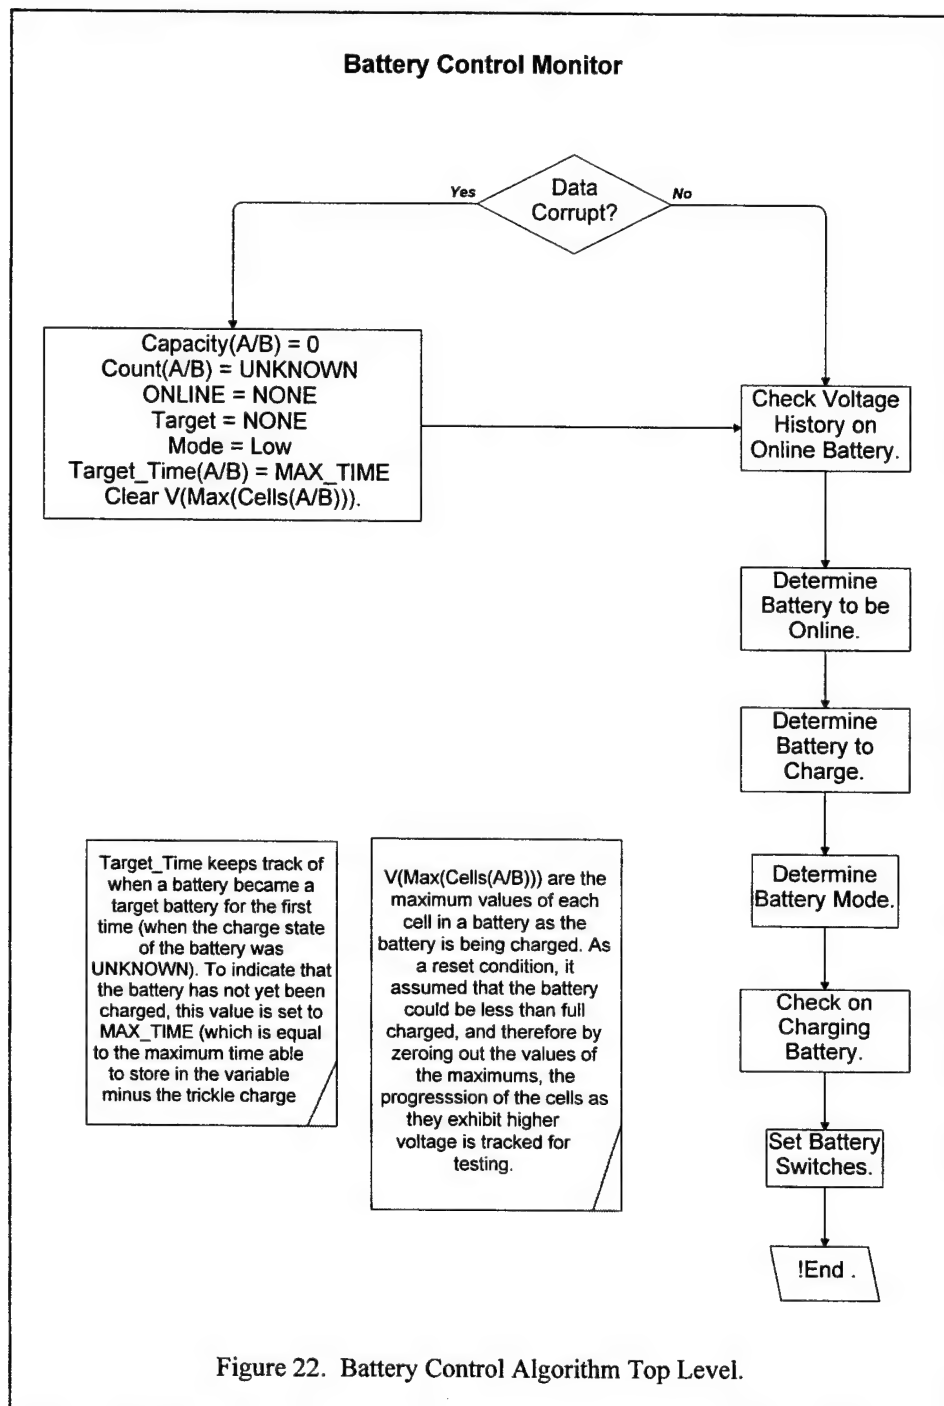 Battery Control Monitor
Data
Corrupt?
Yes
No
Capacity(A/B) = 0
Count(A/B) = UNKNOWN
ONLINE = NONE
Target = NONE
Mode = Low
Target_Time(A/B) = MAX_TIME
Clear V(Max(Cells(A/B))).
Check Voltage
History on
Online Battery.
Determine
Battery to be
Online.
Determine
Battery to
Charge.
Determine
Battery Mode.
Check on
Charging
Battery.
Set Battery
Switches.
!End .
Target_Time keeps track of
when a battery became a
target battery for the first
time (when the charge state
of the battery was
UNKNOWN). To indicate that
the battery has not yet been
charged, this value is set to
MAX_TIME (which is equal
to the maximum time able
to store in the variable
minus the trickle charge
V(Max(Cells(A/B))) are the
maximum values of each
cell in a battery as the
battery is being charged. As
a reset condition, it
assumed that the battery
could be less than full
charged, and therefore by
zeroing out the values of
the maximums, the
progresssion of the cells as
they exhibit higher
voltage is tracked for
testing.
Figure 22. Battery Control Algorithm Top Level.